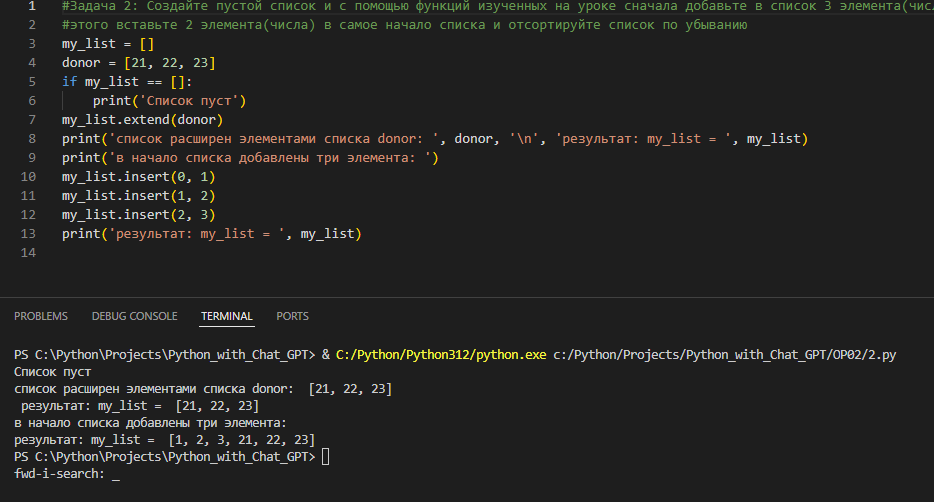 1 #Задача 2: Создайте пустой список и с помощью функций изученных на уроке сначала добавьте в список 3 элемента(чис
2 #этого вставьте 2 элемента(числа) в самое начало списка и отсортируйте список по убыванию
3 my_list = []
4 donor = [21, 22, 23]
5 if my_list == []:
6     print('Список пуст')
7 my_list.extend(donor)
8 print('список расширен элементами списка donor: ', donor, '\n', 'результат: my_list = ', my_list)
9 print('в начало списка добавлены три элемента: ')
10 my_list.insert(0, 1)
11 my_list.insert(1, 2)
12 my_list.insert(2, 3)
13 print('результат: my_list = ', my_list)
14
PROBLEMS DEBUG CONSOLE TERMINAL PORTS
PS C:\Python\Projects\Python_with_Chat_GPT> & C:/Python/Python312/python.exe c:/Python/Projects/Python_with_Chat_GPT/OP02/2.py
Список пуст
список расширен элементами списка donor:  [21, 22, 23]
 результат: my_list =  [21, 22, 23]
в начало списка добавлены три элемента:
результат: my_list =  [1, 2, 3, 21, 22, 23]
PS C:\Python\Projects\Python_with_Chat_GPT>
fwd-i-search: _